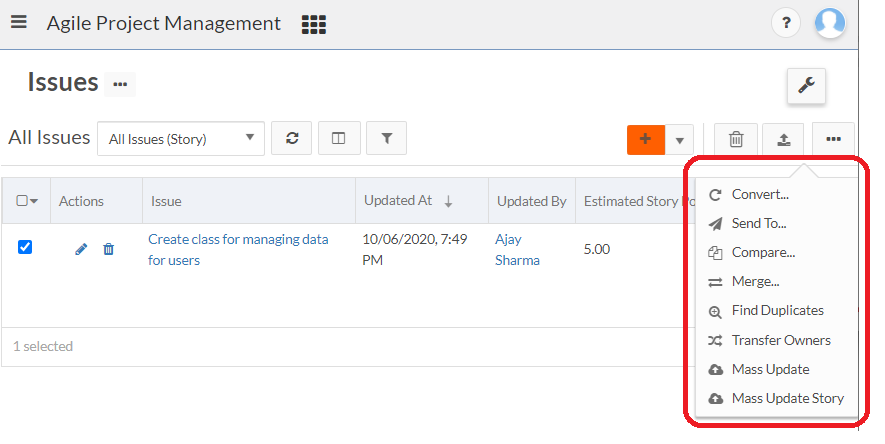 Agile Project Management
?
Issues
All Issues
All Issues (Story)
Actions
Issue
Updated At
Updated By
Estimated Story Po
Create class for managing data
for users
10/06/2020, 7:49
PM
Ajay
Sharma
5.00
1 selected
Convert...
Send To...
Compare...
Merge...
Find Duplicates
Transfer Owners
Mass Update
Mass Update Story